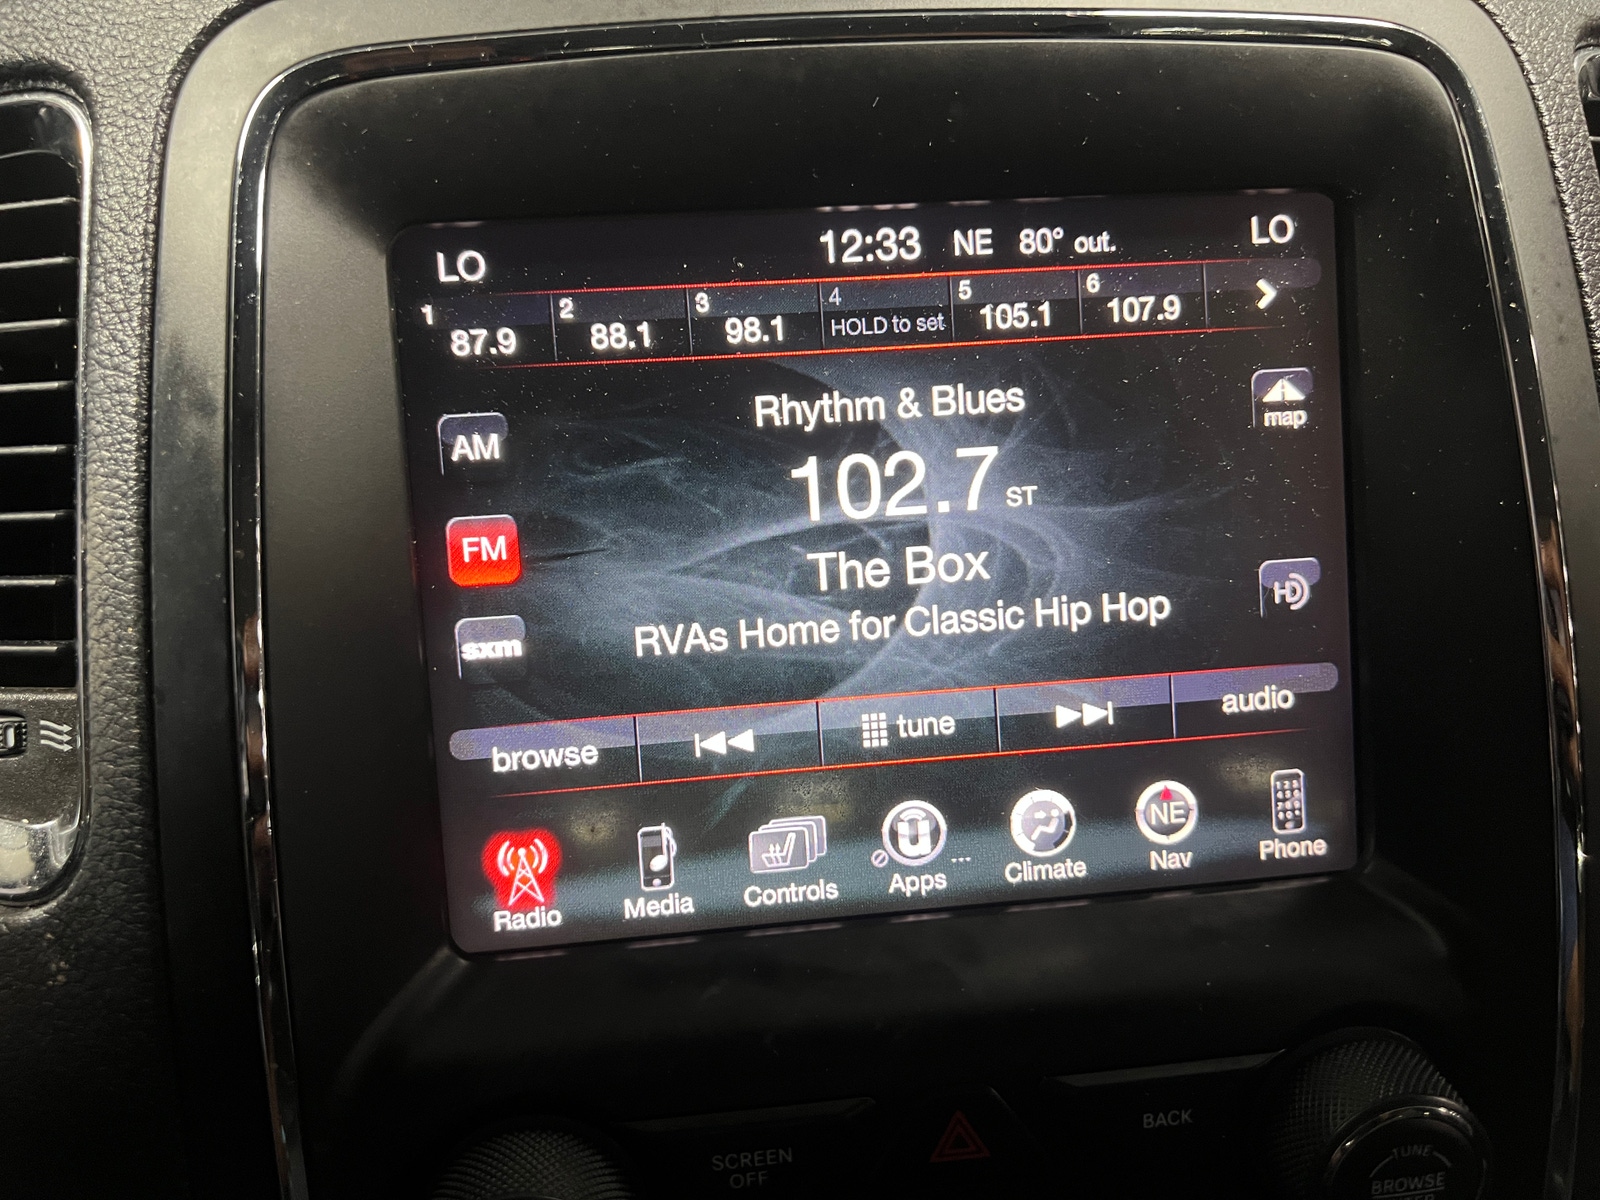 LO 12:33 NE 80° out. LO
1 87.9 2 88.1 3 98.1 4 HOLD to set 5 105.1 6 107.9
Rhythm & Blues
map
AM
102.7 ST
FM
The Box
HD
RVAs Home for Classic Hip Hop
sxm
browse tune audio
Radio Media Controls Apps Climate NE Nav Phone
SCREEN OFF
BACK
TUNE
BROWSE